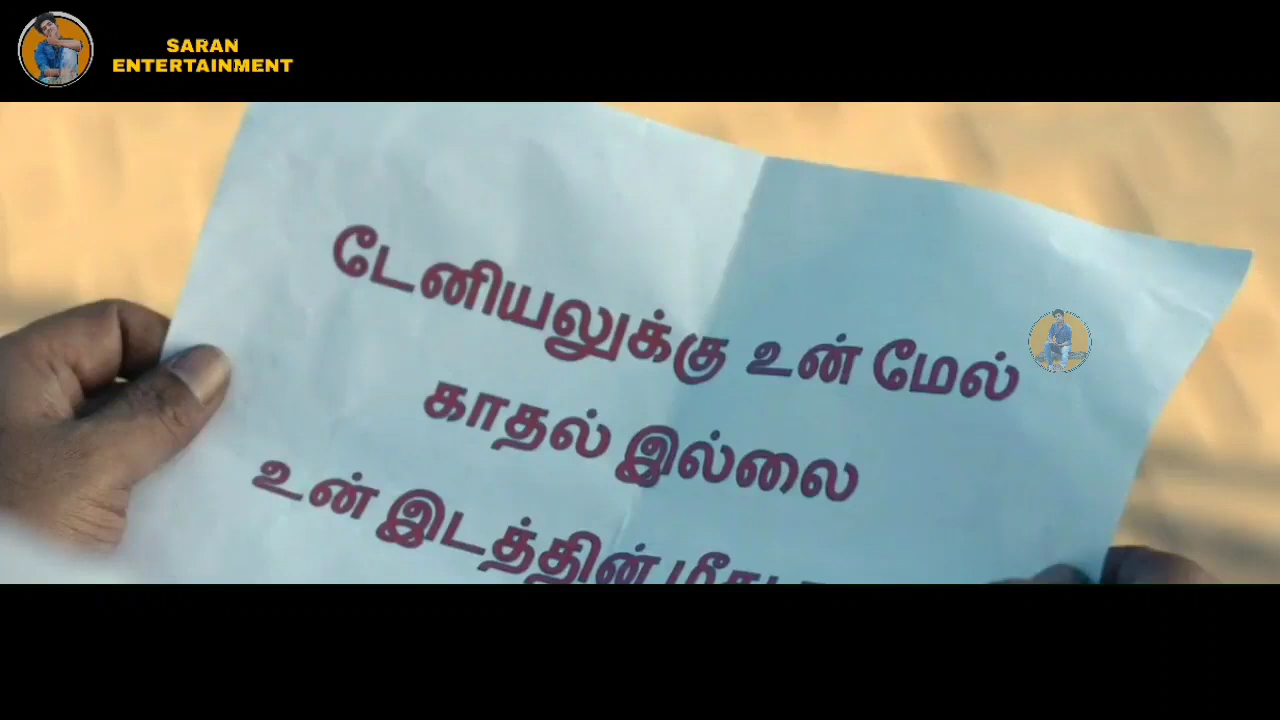 SARAN
ENTERTAINMENT
டேனியலுக்கு உன் மேல்
காதல் இல்லை
உன் இடத்தின்